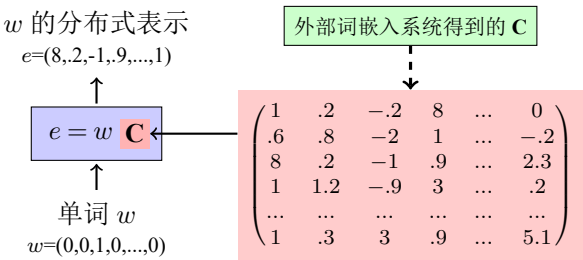 w 的分布式表示
e=(8,.2,-1,.9,...,1)
e = w C
单词 w
w=(0,0,1,0,...,0)
外部词嵌入系统得到的 C
1 .2 −.2 8 ... 0
.6 .8 −2 1 ... −.2
8 .2 −1 .9 ... 2.3
1 1.2 −.9 3 ... .2
... ... ... ... ... ...
1 .3 3 .9 ... 5.1